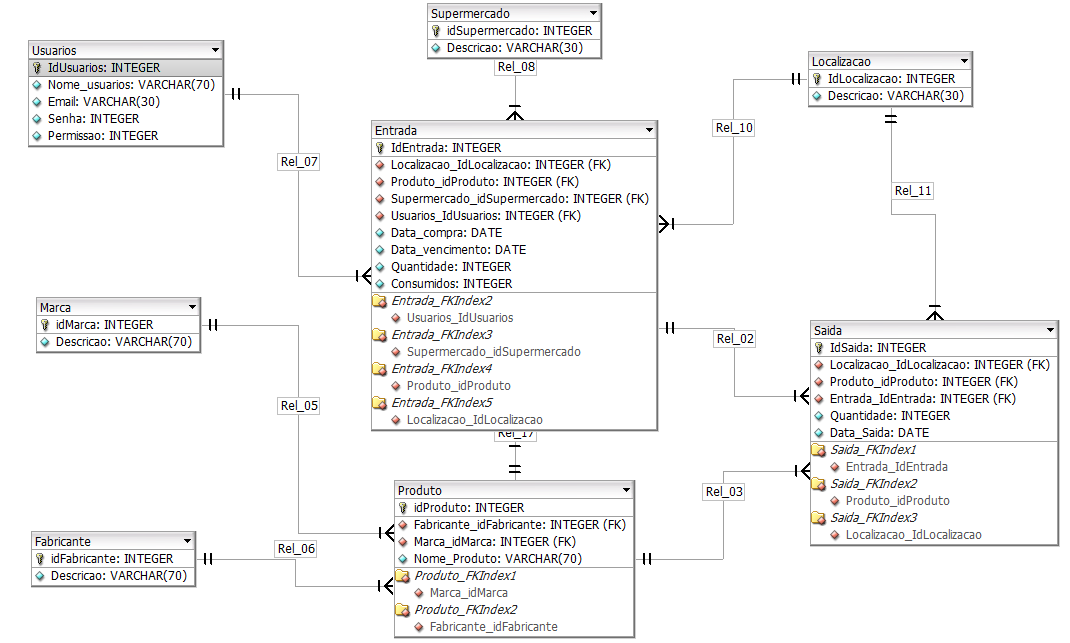 Supermercado
idSupermercado: INTEGER
Descricao: VARCHAR(30)
Rel_08
Usuarios
IdUsuarios: INTEGER
Nome_usuarios: VARCHAR(70)
Email: VARCHAR(30)
Senha: INTEGER
Permissao: INTEGER
Rel_07
Localizacao
IdLocalizacao: INTEGER
Descricao: VARCHAR(30)
Rel_10
Rel_11
Entrada
IdEntrada: INTEGER
Localizacao_IdLocalizacao: INTEGER (FK)
Produto_idProduto: INTEGER (FK)
Supermercado_idSupermercado: INTEGER (FK)
Usuarios_IdUsuarios: INTEGER (FK)
Data_compra: DATE
Data_vencimento: DATE
Quantidade: INTEGER
Consumidos: INTEGER
Entrada_FKIndex2
Usuarios_IdUsuarios
Entrada_FKIndex3
Supermercado_idSupermercado
Entrada_FKIndex4
Produto_idProduto
Entrada_FKIndex5
Localizacao_IdLocalizacao
Rel_17
Marca
idMarca: INTEGER
Descricao: VARCHAR(70)
Rel_05
Rel_02
Saida
IdSaida: INTEGER
Localizacao_IdLocalizacao: INTEGER (FK)
Produto_idProduto: INTEGER (FK)
Entrada_IdEntrada: INTEGER (FK)
Quantidade: INTEGER
Data_Saida: DATE
Saida_FKIndex1
Entrada_IdEntrada
Saida_FKIndex2
Produto_idProduto
Saida_FKIndex3
Localizacao_IdLocalizacao
Rel_03
Produto
idProduto: INTEGER
Fabricante_idFabricante: INTEGER (FK)
Marca_idMarca: INTEGER (FK)
Nome_Produto: VARCHAR(70)
Produto_FKIndex1
Marca_idMarca
Produto_FKIndex2
Fabricante_idFabricante
Fabricante
idFabricante: INTEGER
Descricao: VARCHAR(70)
Rel_06